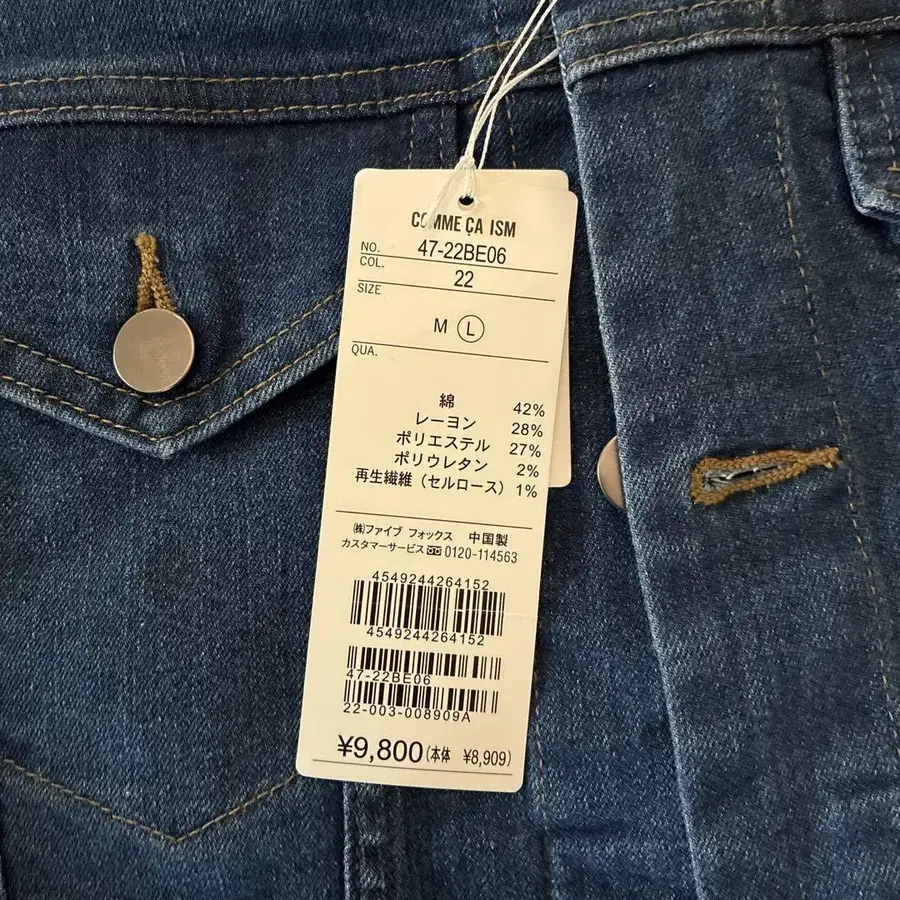 COMME ÇA ISM
NO. 47-22BE06
COL. 22
SIZE
M L
QUA.
綿 42%
レーヨン 28%
ポリエステル 27%
ポリウレタン 2%
再生繊維（セルロース） 1%
㈱ファイブ フォックス 中国製
カスタマーサービス 0120-114563
4549244264152
4549244264152
47-22BE06
22-003-008909A
¥9,800(本体 ¥8,909)